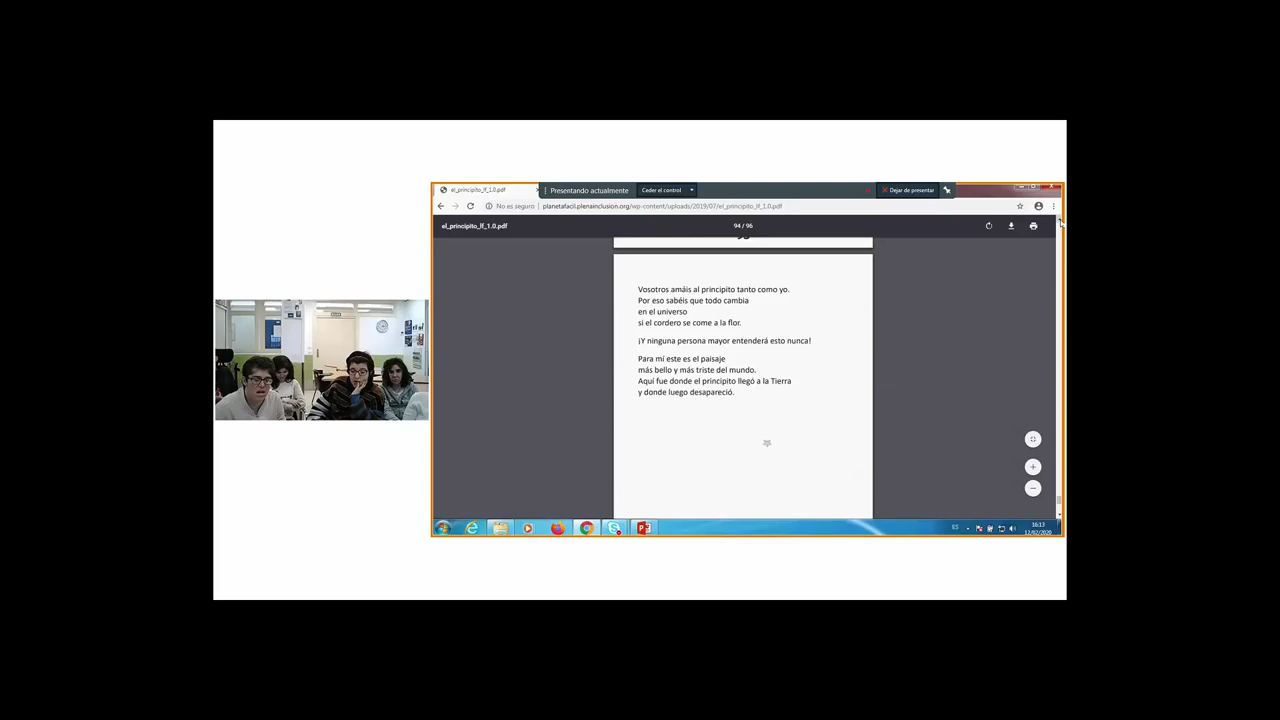 el_principito_lf_1.0.pdf
Presentando actualmente
Ceder el control
Dejar de presentar
No es seguro
planetafacil.plenainclusion.org/wp-content/uploads/2019/07/el_principito_lf_1.0.pdf
el_principito_lf_1.0.pdf
94 / 96
Vosotros amáis al principito tanto como yo.
Por eso sabéis que todo cambia
en el universo
si el cordero se come a la flor.
¡Y ninguna persona mayor entenderá esto nunca!
Para mí este es el paisaje
más bello y más triste del mundo.
Aquí fue donde el principito llegó a la Tierra
y donde luego desapareció.
ES
16:13
12/02/2020